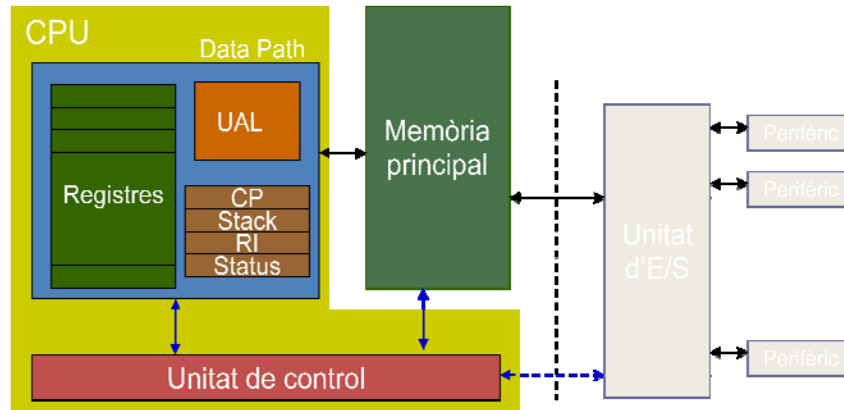 CPU
Data Path
Registres
UAL
CP
Stack
RI
Status
Memòria
principal
Unitat
d'E/S
Perifèric
Perifèric
Perifèric
Unitat de control